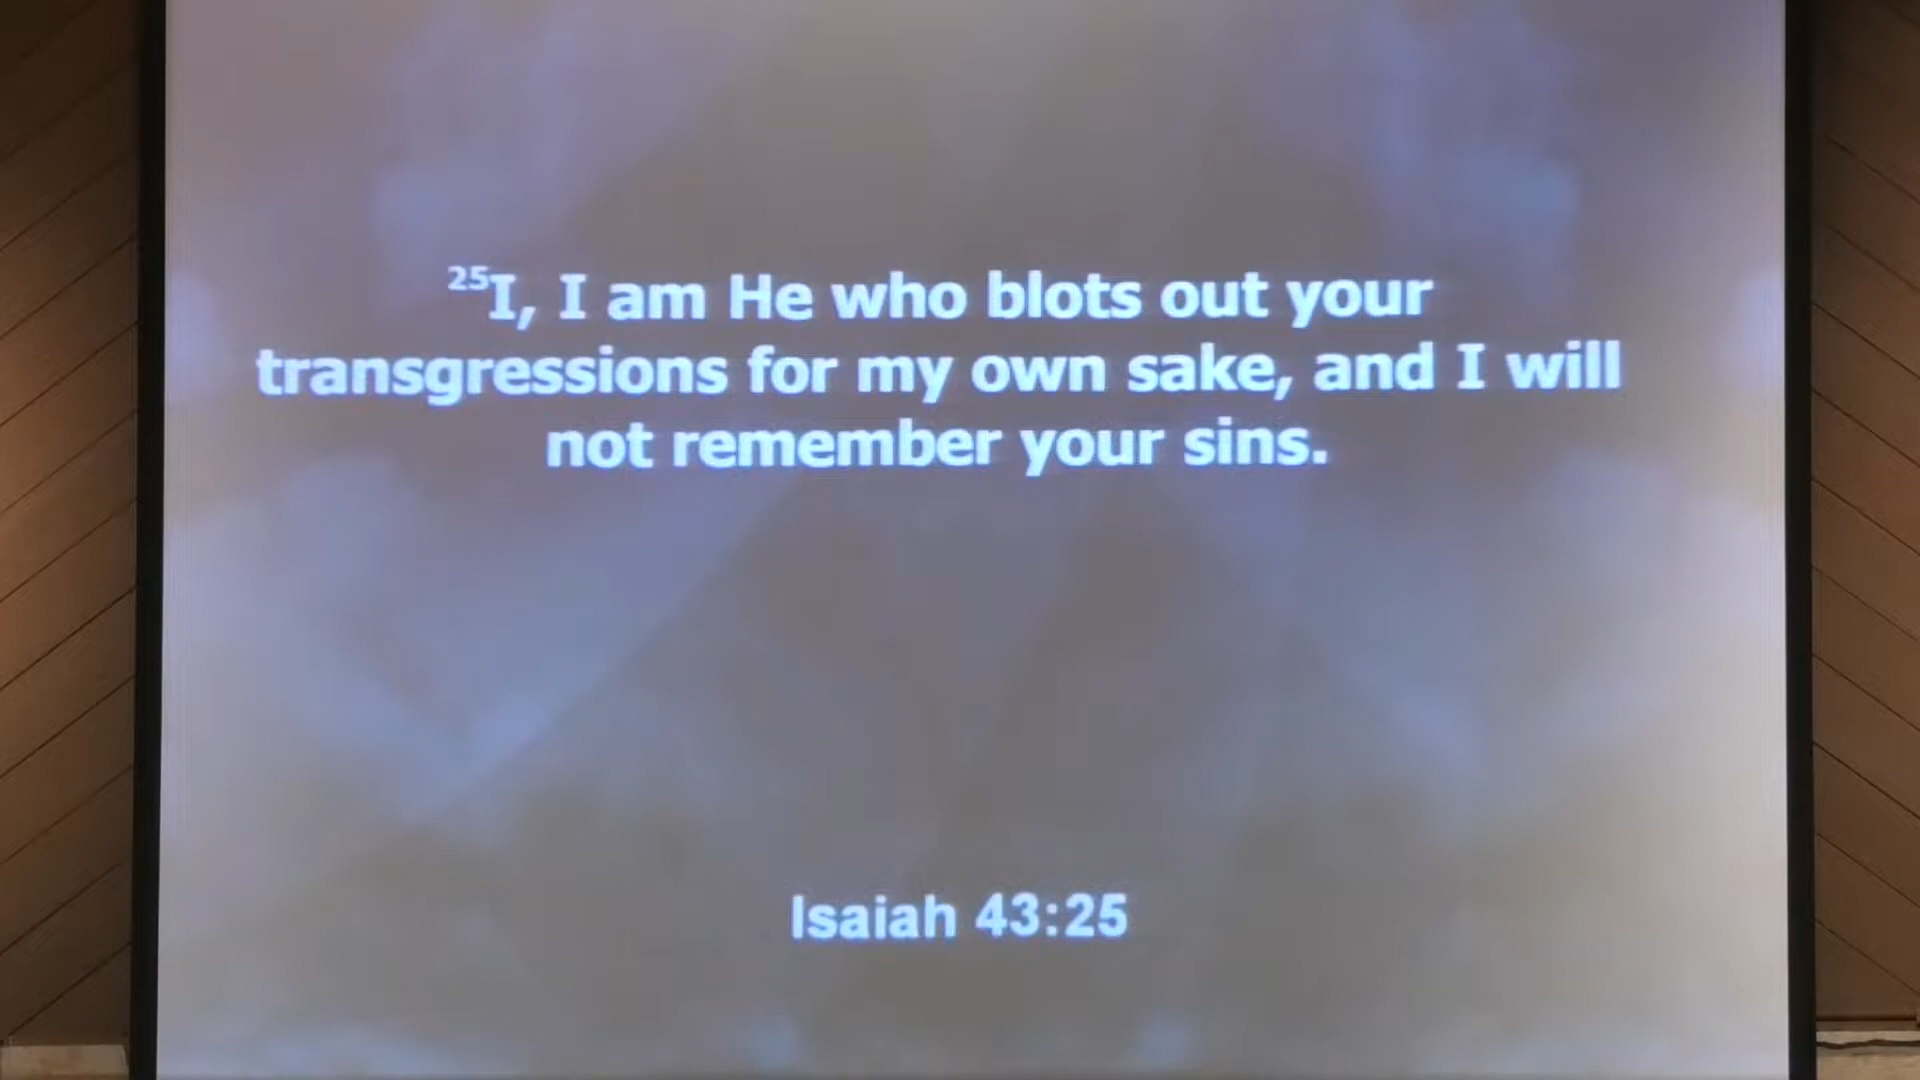 25I, I am He who blots out your
transgressions for my own sake, and I will
not remember your sins.
Isaiah 43:25